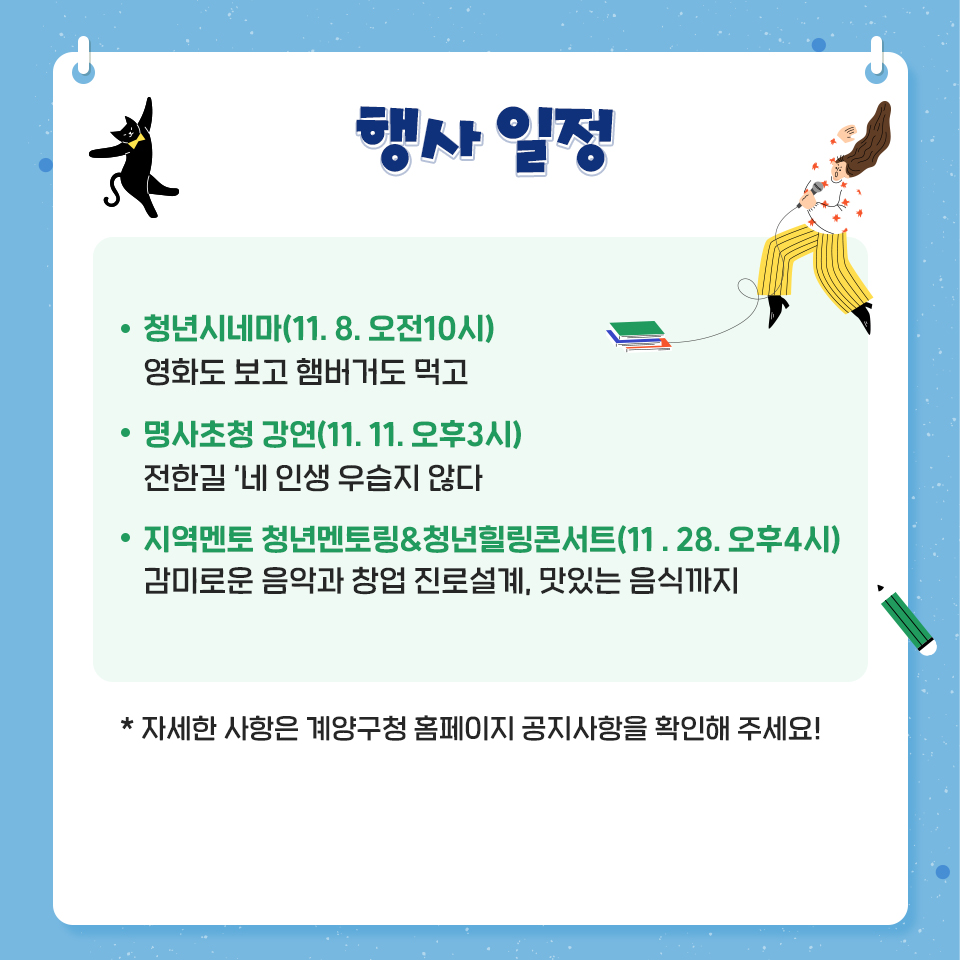 행사 일정
• 청년시네마(11. 8. 오전10시)
영화도 보고 햄버거도 먹고
• 명사초청 강연(11. 11. 오후3시)
전한길 ‘네 인생 우습지 않다
• 지역멘토 청년멘토링&청년힐링콘서트(11 . 28. 오후4시)
감미로운 음악과 창업 진로설계, 맛있는 음식까지
* 자세한 사항은 계양구청 홈페이지 공지사항을 확인해 주세요!